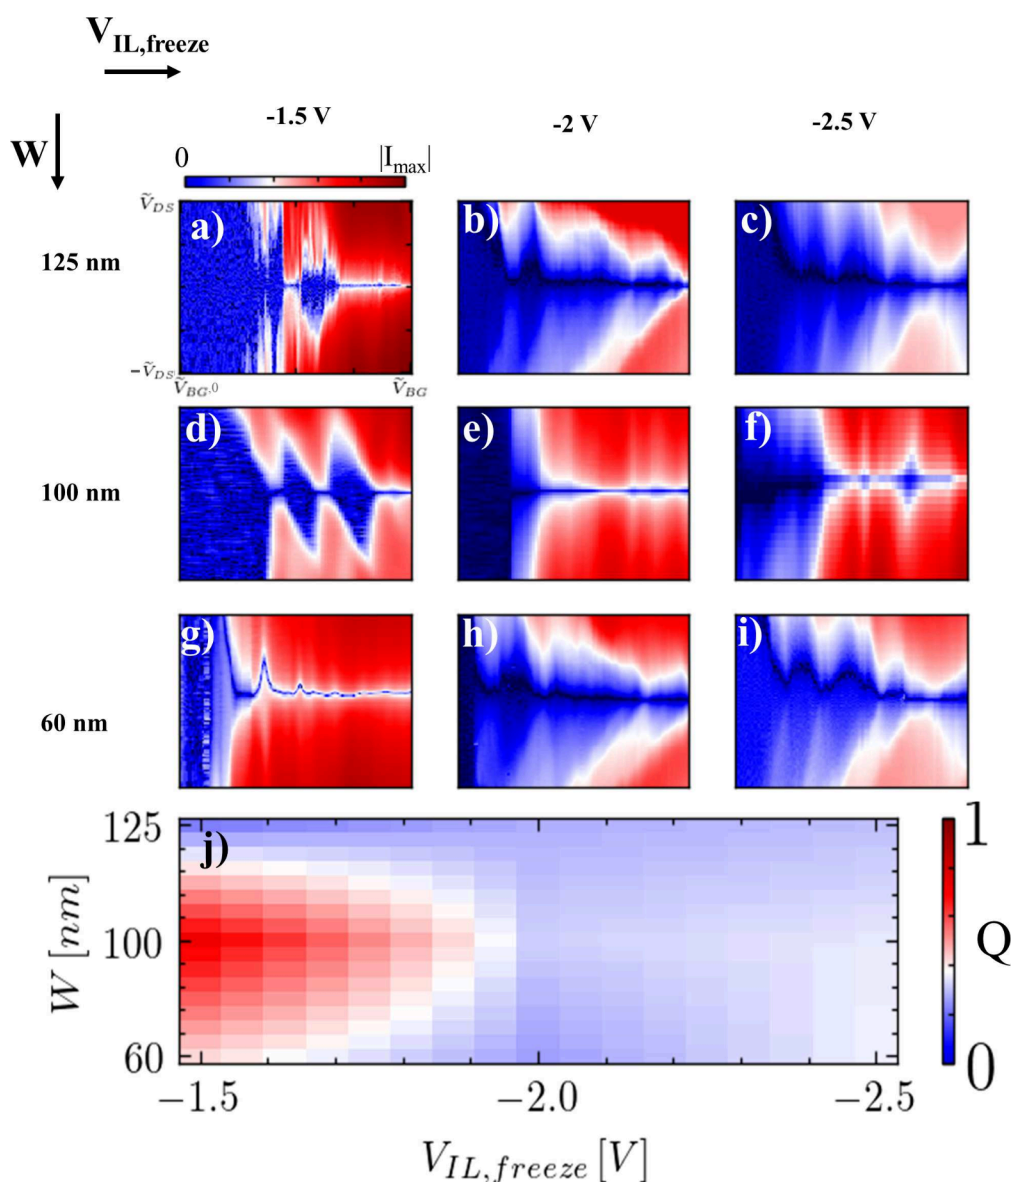 V_IL,freeze
-1.5 V
-2 V
-2.5 V
W
0 |I_max|
Ṽ_DS
a)
b)
c)
125 nm
−Ṽ_DS
Ṽ_BG,0 Ṽ_BG
d)
e)
f)
100 nm
g)
h)
i)
60 nm
j)
125
100
60
W [nm]
1
Q
0
−1.5
−2.0
−2.5
V_IL,freeze [V]